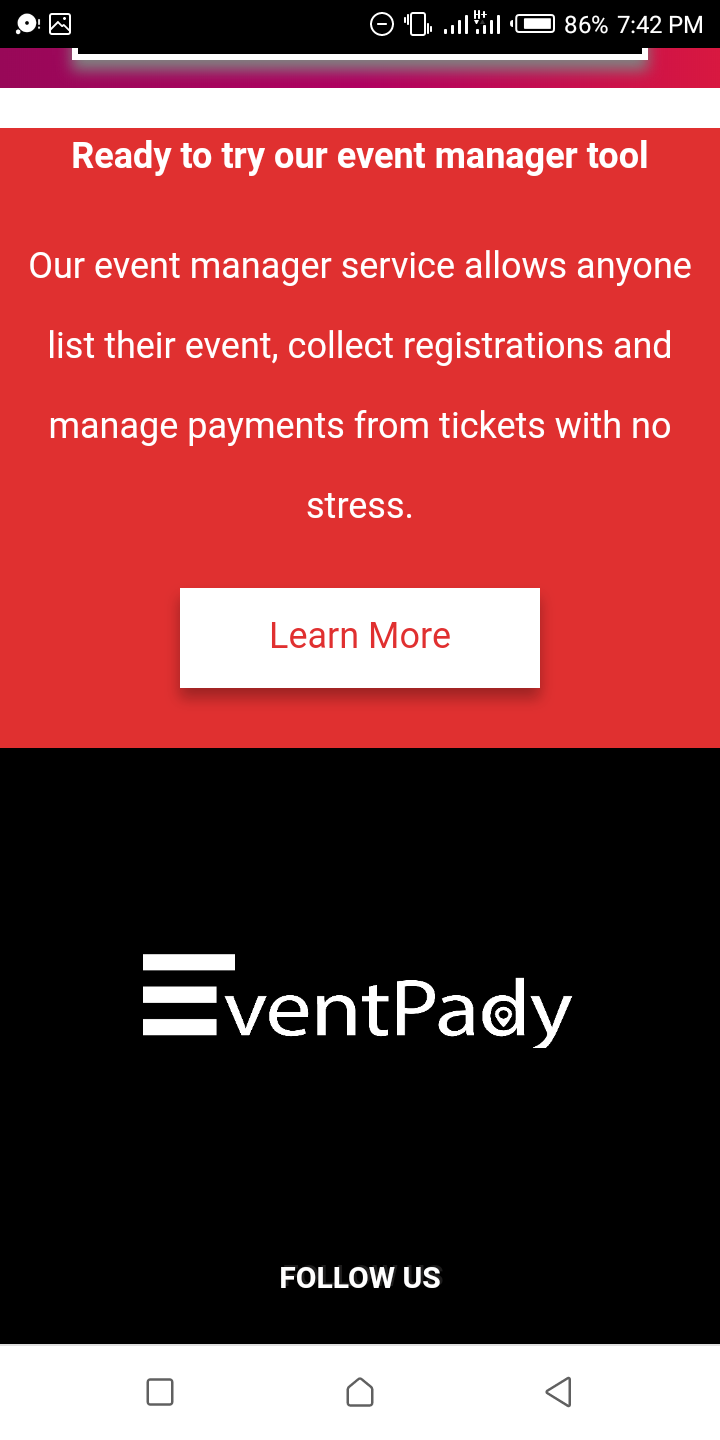 86% 7:42 PM
Ready to try our event manager tool
Our event manager service allows anyone
list their event, collect registrations and
manage payments from tickets with no
stress.
Learn More
EventPady
FOLLOW US